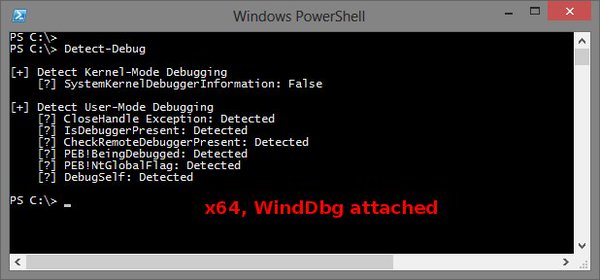 Windows PowerShell
PS C:\>
PS C:\> Detect-Debug
[+] Detect Kernel-Mode Debugging
[?] SystemKernelDebuggerInformation: False
[+] Detect User-Mode Debugging
[?] CloseHandle Exception: Detected
[?] IsDebuggerPresent: Detected
[?] CheckRemoteDebuggerPresent: Detected
[?] PEB!BeingDebugged: Detected
[?] PEB!NtGlobalFlag: Detected
[?] DebugSelf: Detected
PS C:\> _
x64, WindDbg attached